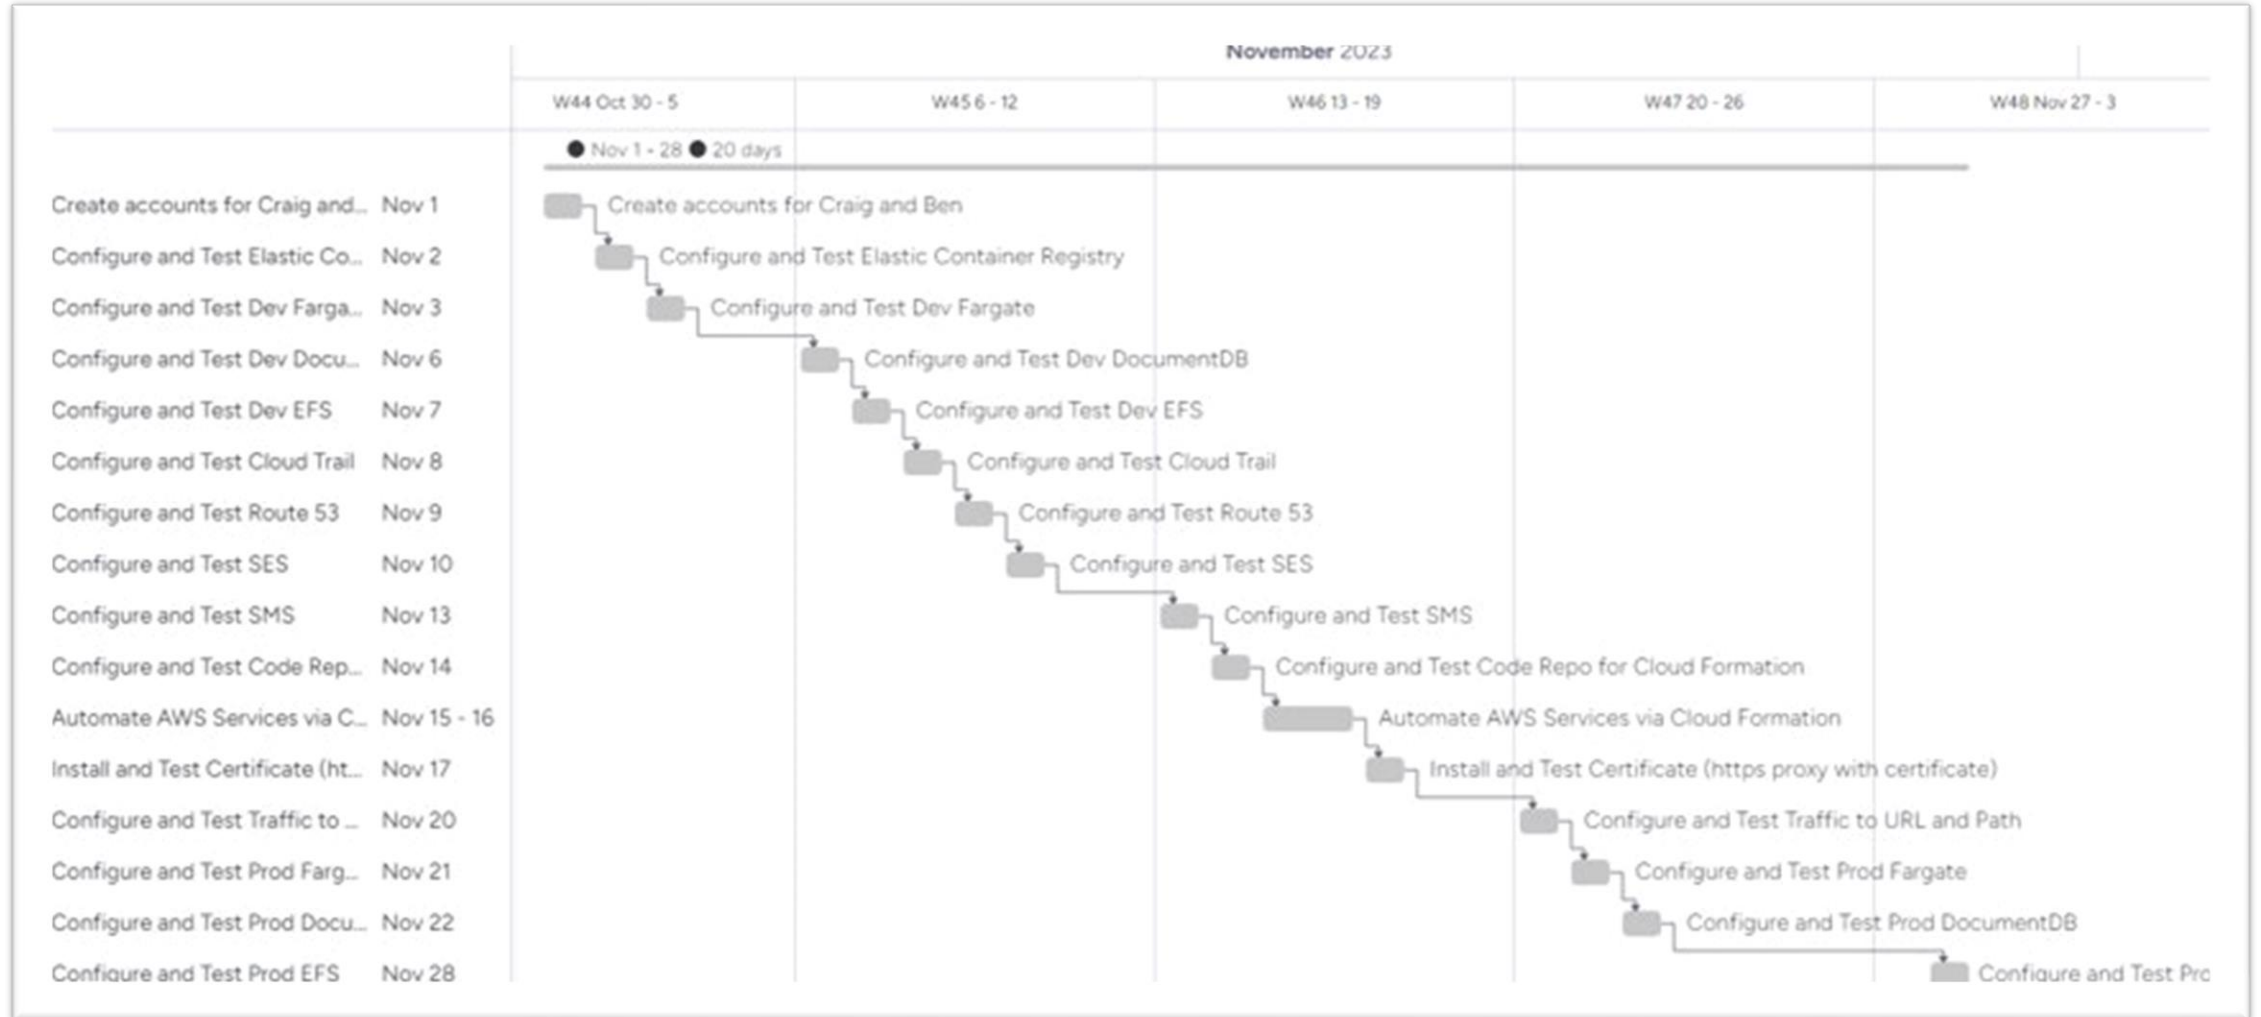 November 2023
W44 Oct 30 - 5 W45 6 - 12 W46 13 - 19 W47 20 - 26 W48 Nov 27 - 3
Nov 1 - 28 20 days
Create accounts for Craig and... Nov 1 Create accounts for Craig and Ben
Configure and Test Elastic Co... Nov 2 Configure and Test Elastic Container Registry
Configure and Test Dev Farga... Nov 3 Configure and Test Dev Fargate
Configure and Test Dev Docu... Nov 6 Configure and Test Dev DocumentDB
Configure and Test Dev EFS Nov 7 Configure and Test Dev EFS
Configure and Test Cloud Trail Nov 8 Configure and Test Cloud Trail
Configure and Test Route 53 Nov 9 Configure and Test Route 53
Configure and Test SES Nov 10 Configure and Test SES
Configure and Test SMS Nov 13 Configure and Test SMS
Configure and Test Code Rep... Nov 14 Configure and Test Code Repo for Cloud Formation
Automate AWS Services via C... Nov 15 - 16 Automate AWS Services via Cloud Formation
Install and Test Certificate (ht... Nov 17 Install and Test Certificate (https proxy with certificate)
Configure and Test Traffic to ... Nov 20 Configure and Test Traffic to URL and Path
Configure and Test Prod Farg... Nov 21 Configure and Test Prod Fargate
Configure and Test Prod Docu... Nov 22 Configure and Test Prod DocumentDB
Configure and Test Prod EFS Nov 28 Configure and Test Pro